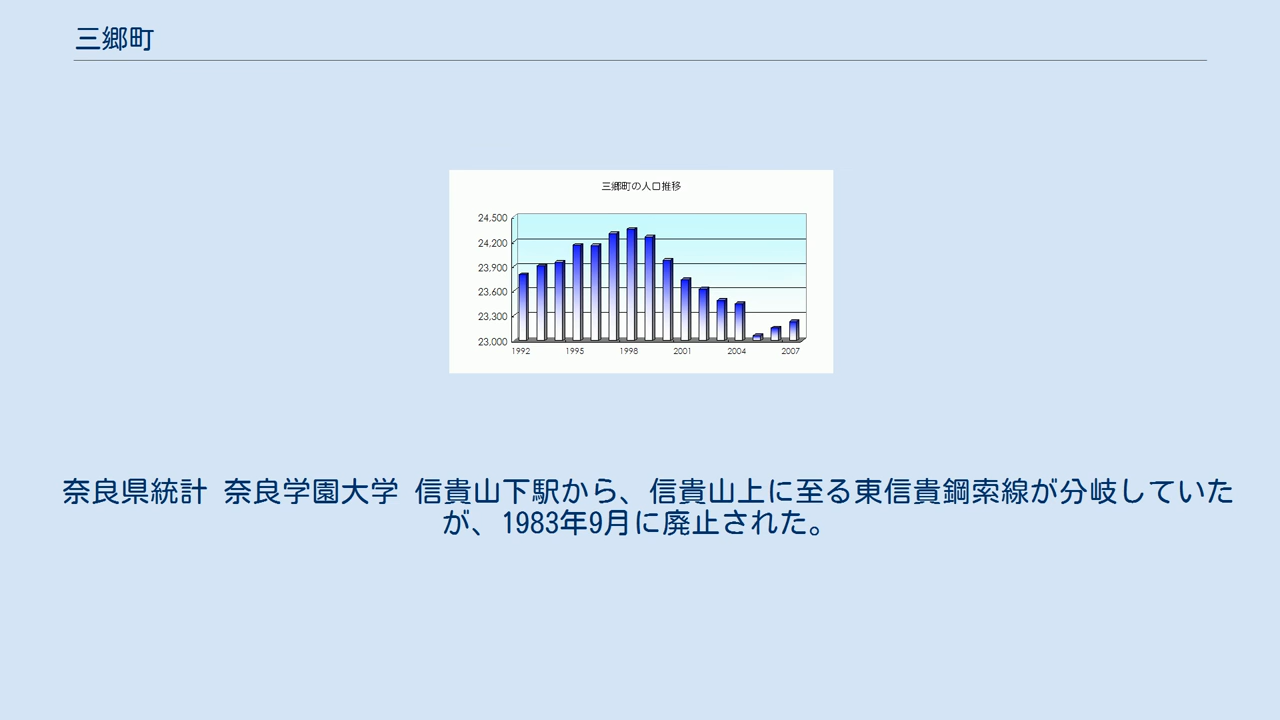 三郷町
三郷町の人口推移
24,500
24,200
23,900
23,600
23,300
23,000
1992 1995 1998 2001 2004 2007
奈良県統計 奈良学園大学 信貴山下駅から、信貴山上に至る東信貴鋼索線が分岐していた
が、1983年9月に廃止された。